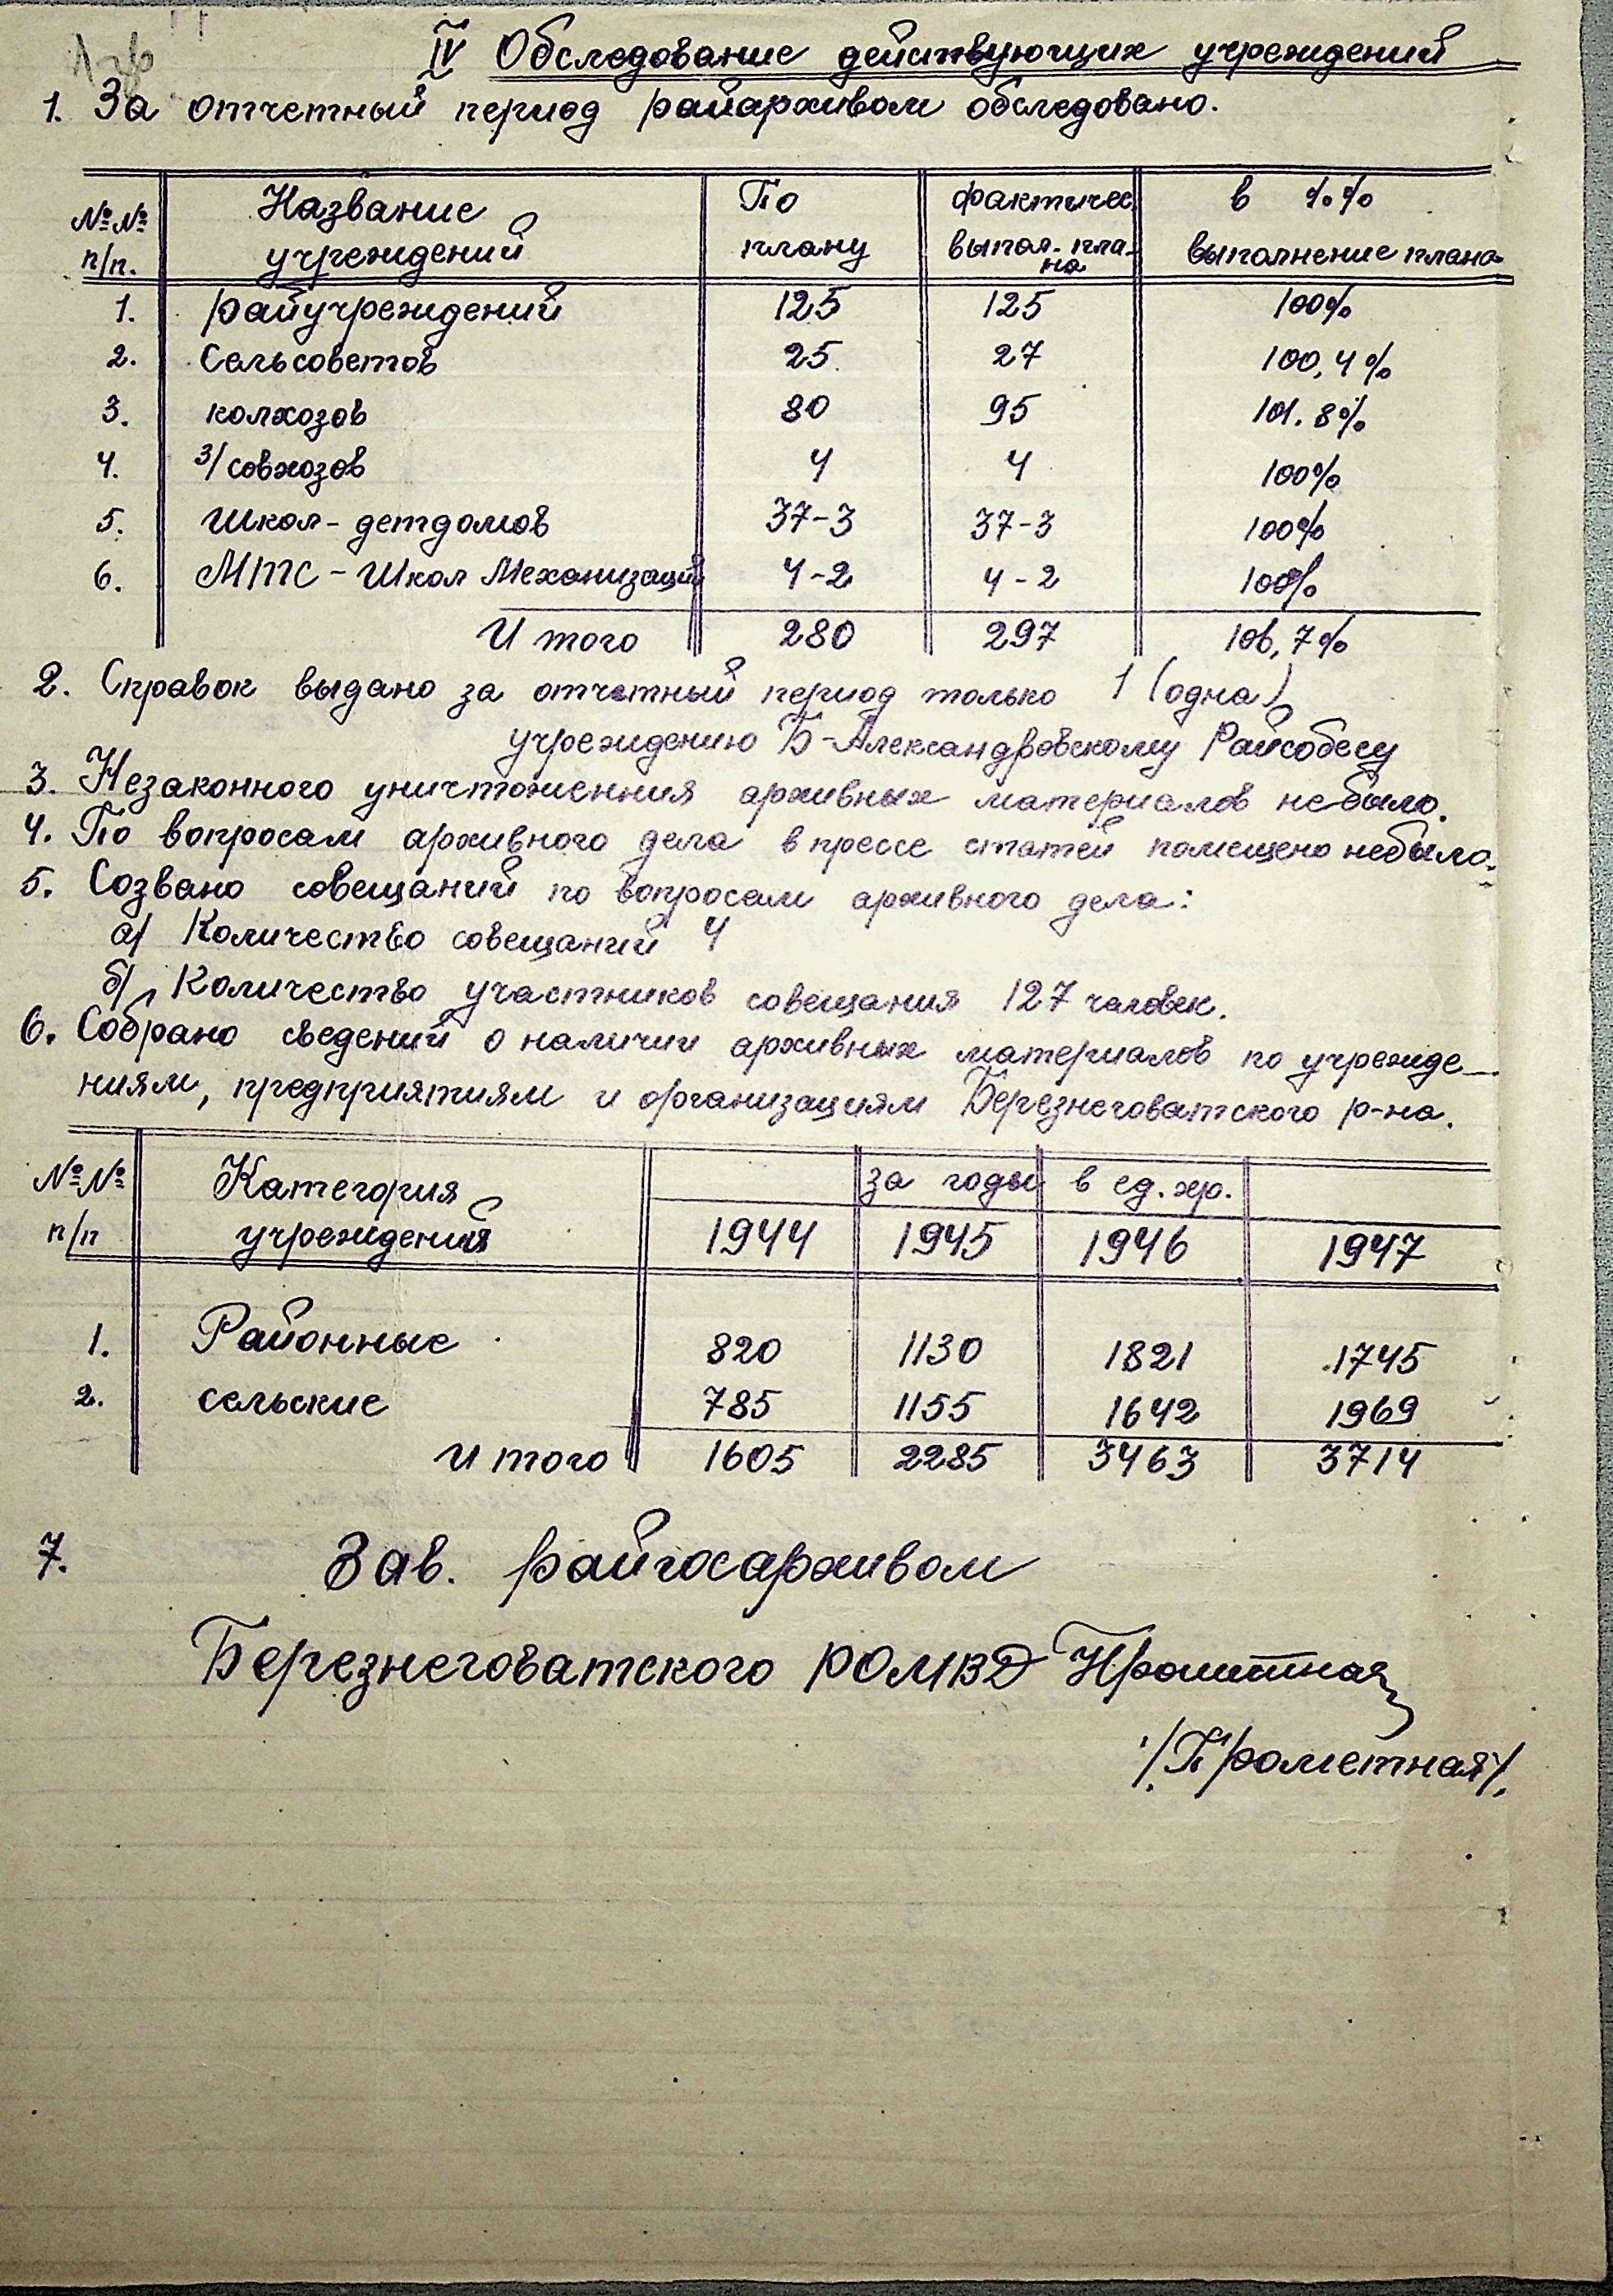 IV Обследование действующих учреждений
1. За отчетный период райархивом обследовано.
№№ п/п. Название учреждений По плану фактичес. выпол. пла-на в %% выполнение плана
1. райучреждений 125 125 100%
2. Сельсоветов 25 27 100,4%
3. колхозов 80 95 101.8%
4. з/совхозов 4 4 100%
5. Школ-детдомов 37-3 37-3 100%
6. МТС - Школ Механизаций 4-2 4-2 100%
Итого 280 297 106,7%
2. Справок выдано за отчетный период только 1 (одна)
учреждению Б-Александровскому Райсобесу
3. Незаконного уничтоженния архивных материалов небыло.
4. По вопросам архивного дела в прессе статей помещено небыло.
5. Созвано совещаний по вопросам архивного дела:
а/ Количество совещаний 4
б/ Количество участников совещания 127 человек.
6. Собрано сведений о наличии архивных материалов по учрежде-
ниям, предприятиям и организациям Березнеговатского р-на.
№№ п/п Категория учреждения за годы в ед. хр.
1944 1945 1946 1947
1. Районные 820 1130 1821 1745
2. сельские 785 1155 1642 1969
Итого 1605 2285 3463 3714
7. Зав. райгосархивом
Березнеговатского РОМВД
/Прометная/.